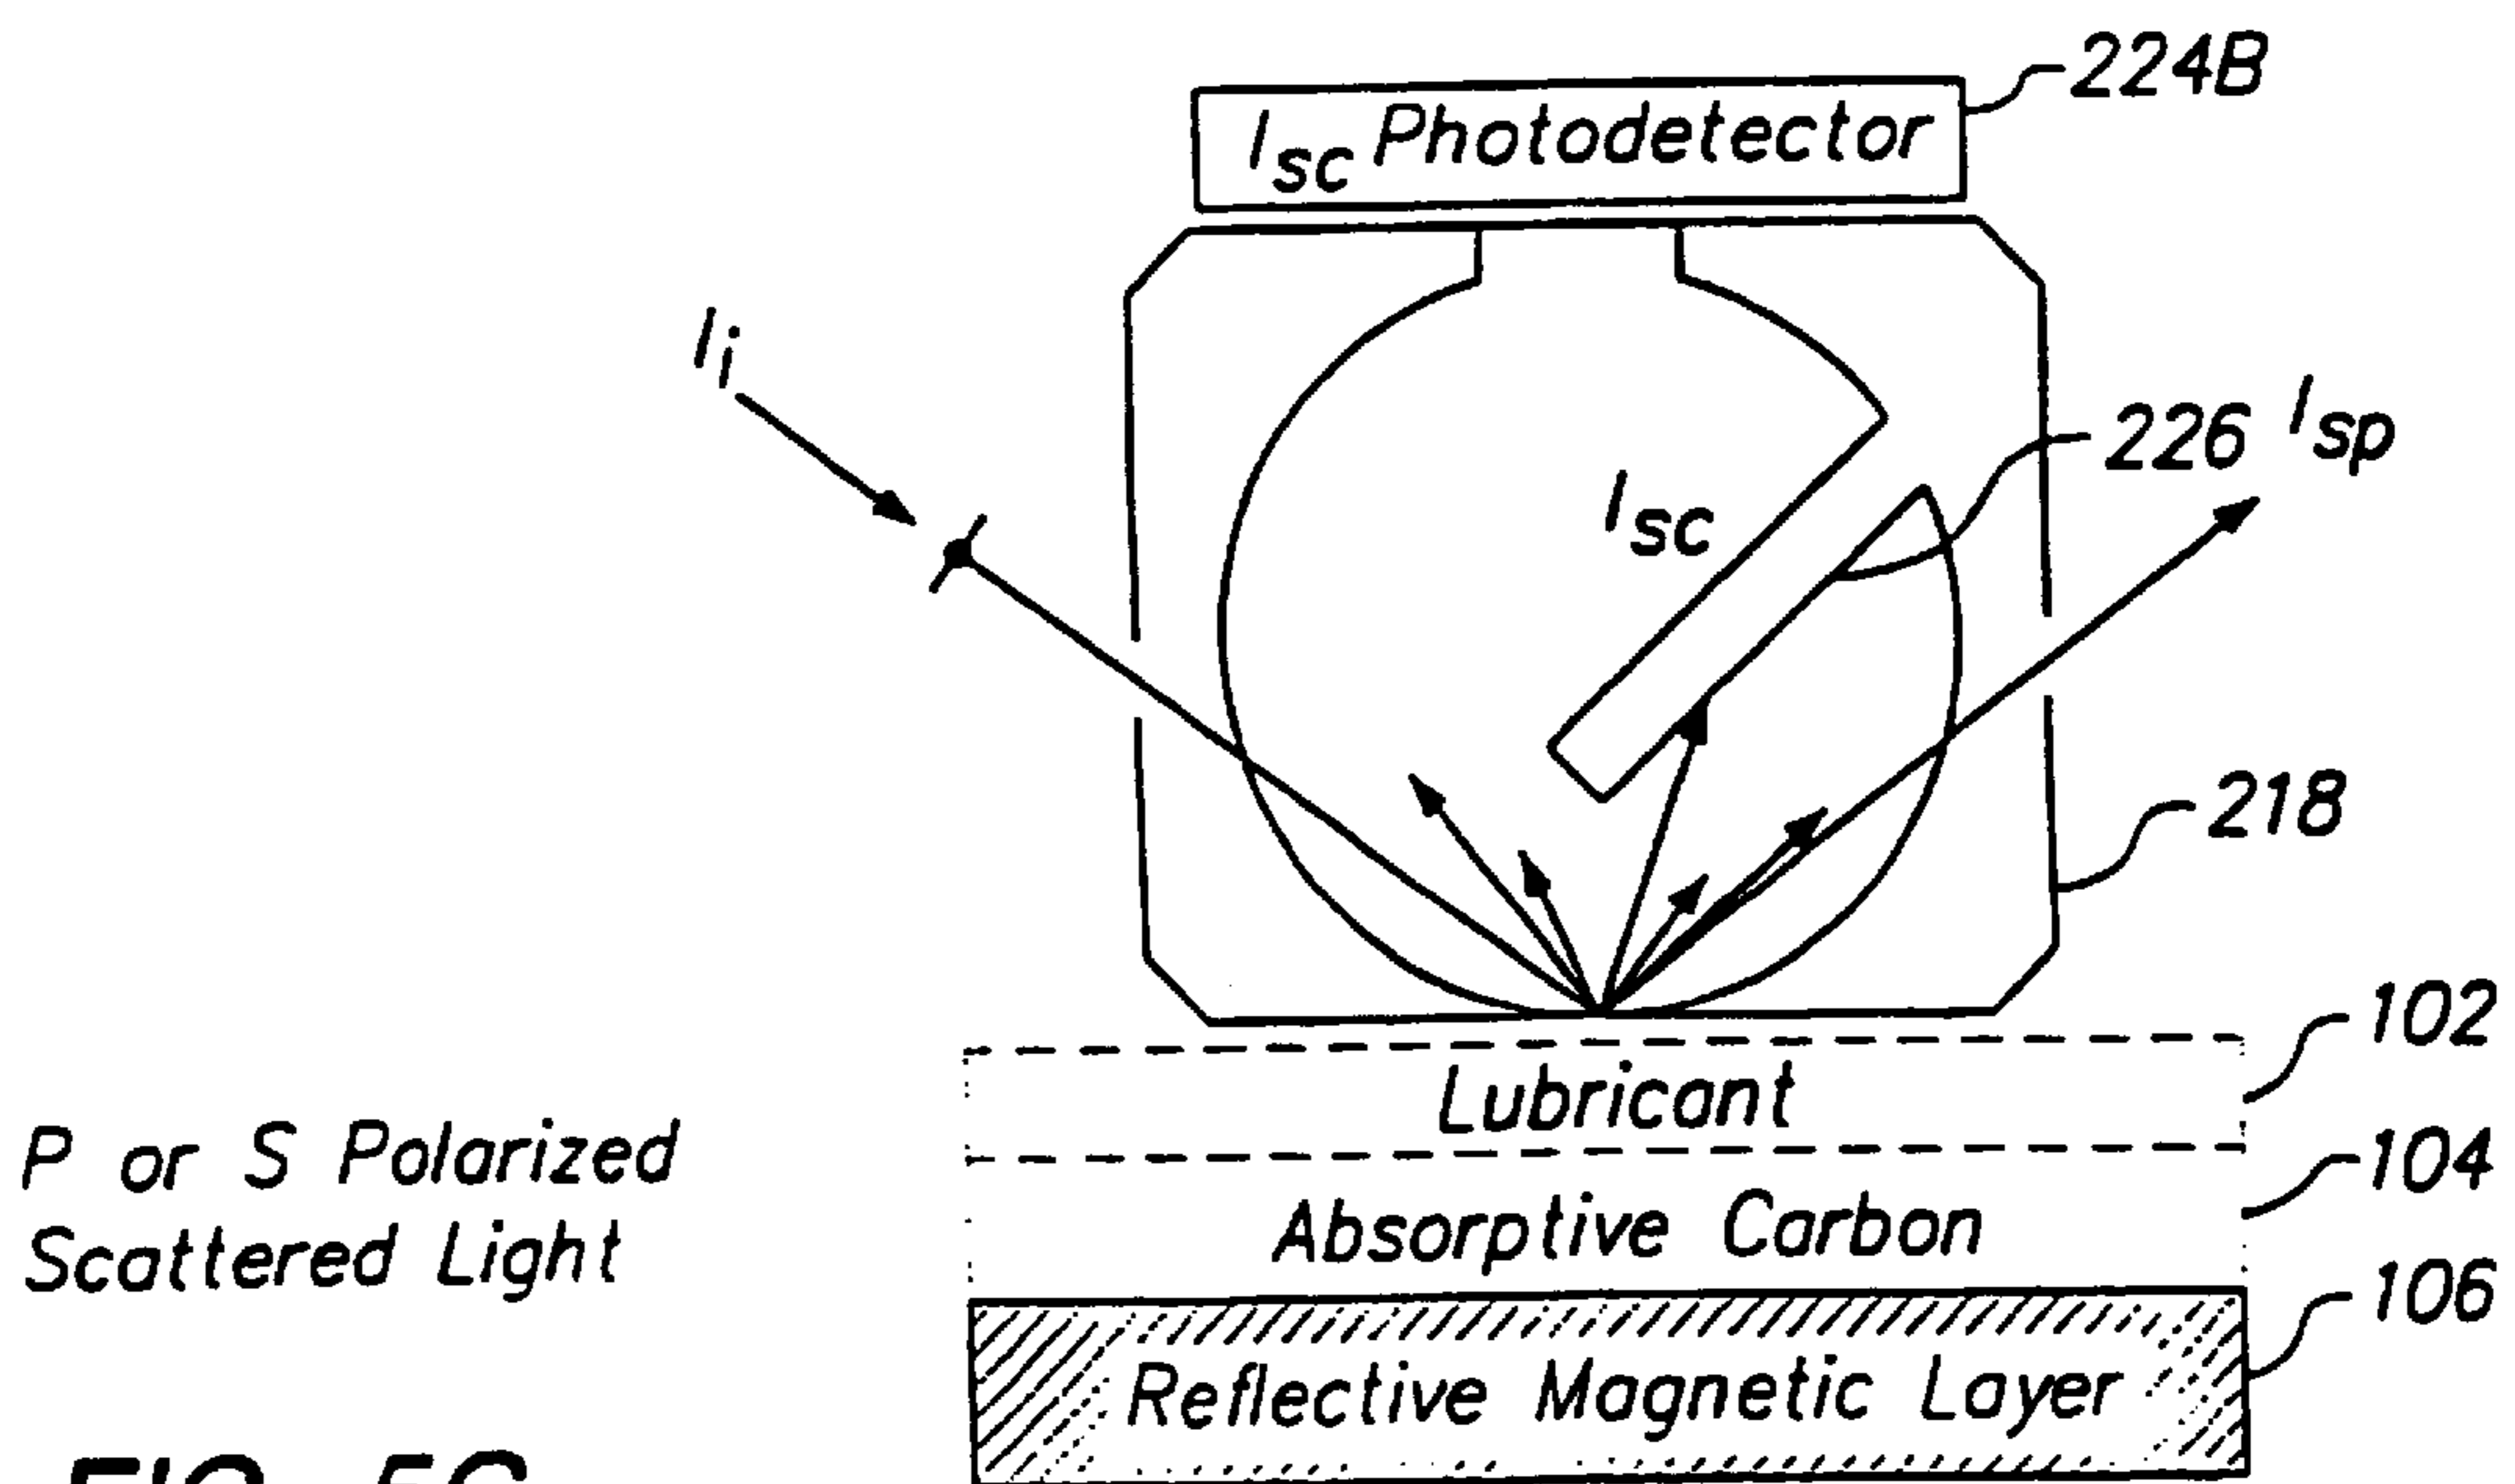 224B
Isc Photodetector
Ii
226
Isp
Isc
218
102
Lubricant
104
P or S Polarized
Scattered Light
Absorptive Carbon
106
Reflective Magnetic Layer